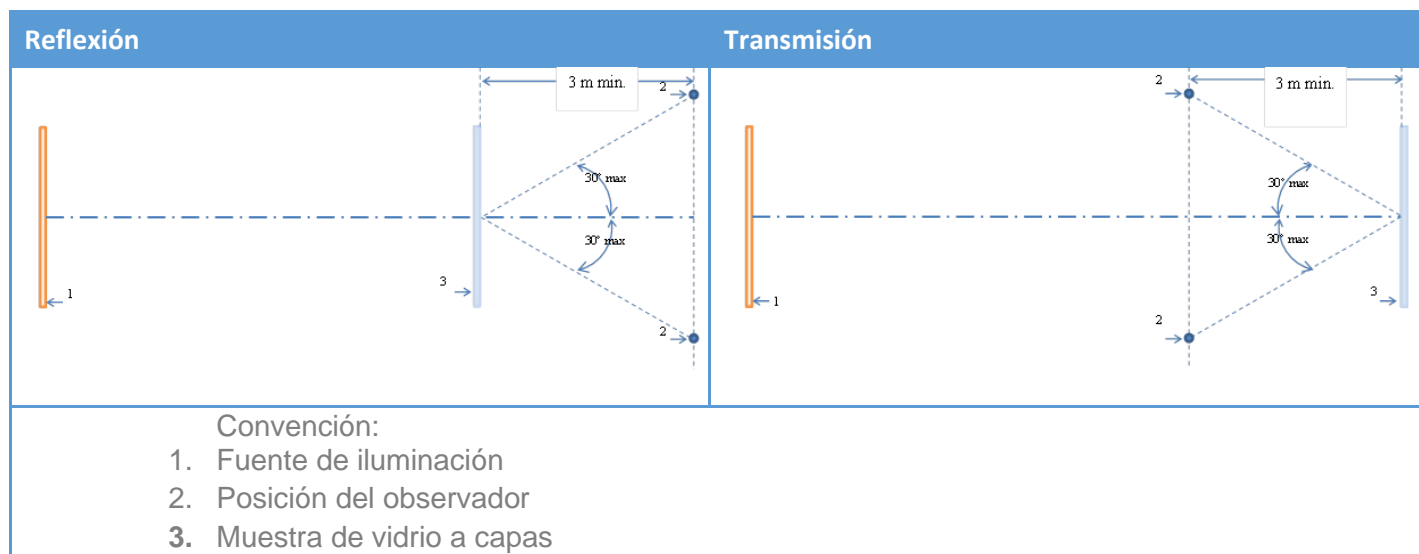 Reflexión
Transmisión
3 m min.
2
30° max
30° max
1
3
2
2
3 m min.
30° max
30° max
1
3
2
Convención:
1. Fuente de iluminación
2. Posición del observador
3. Muestra de vidrio a capas